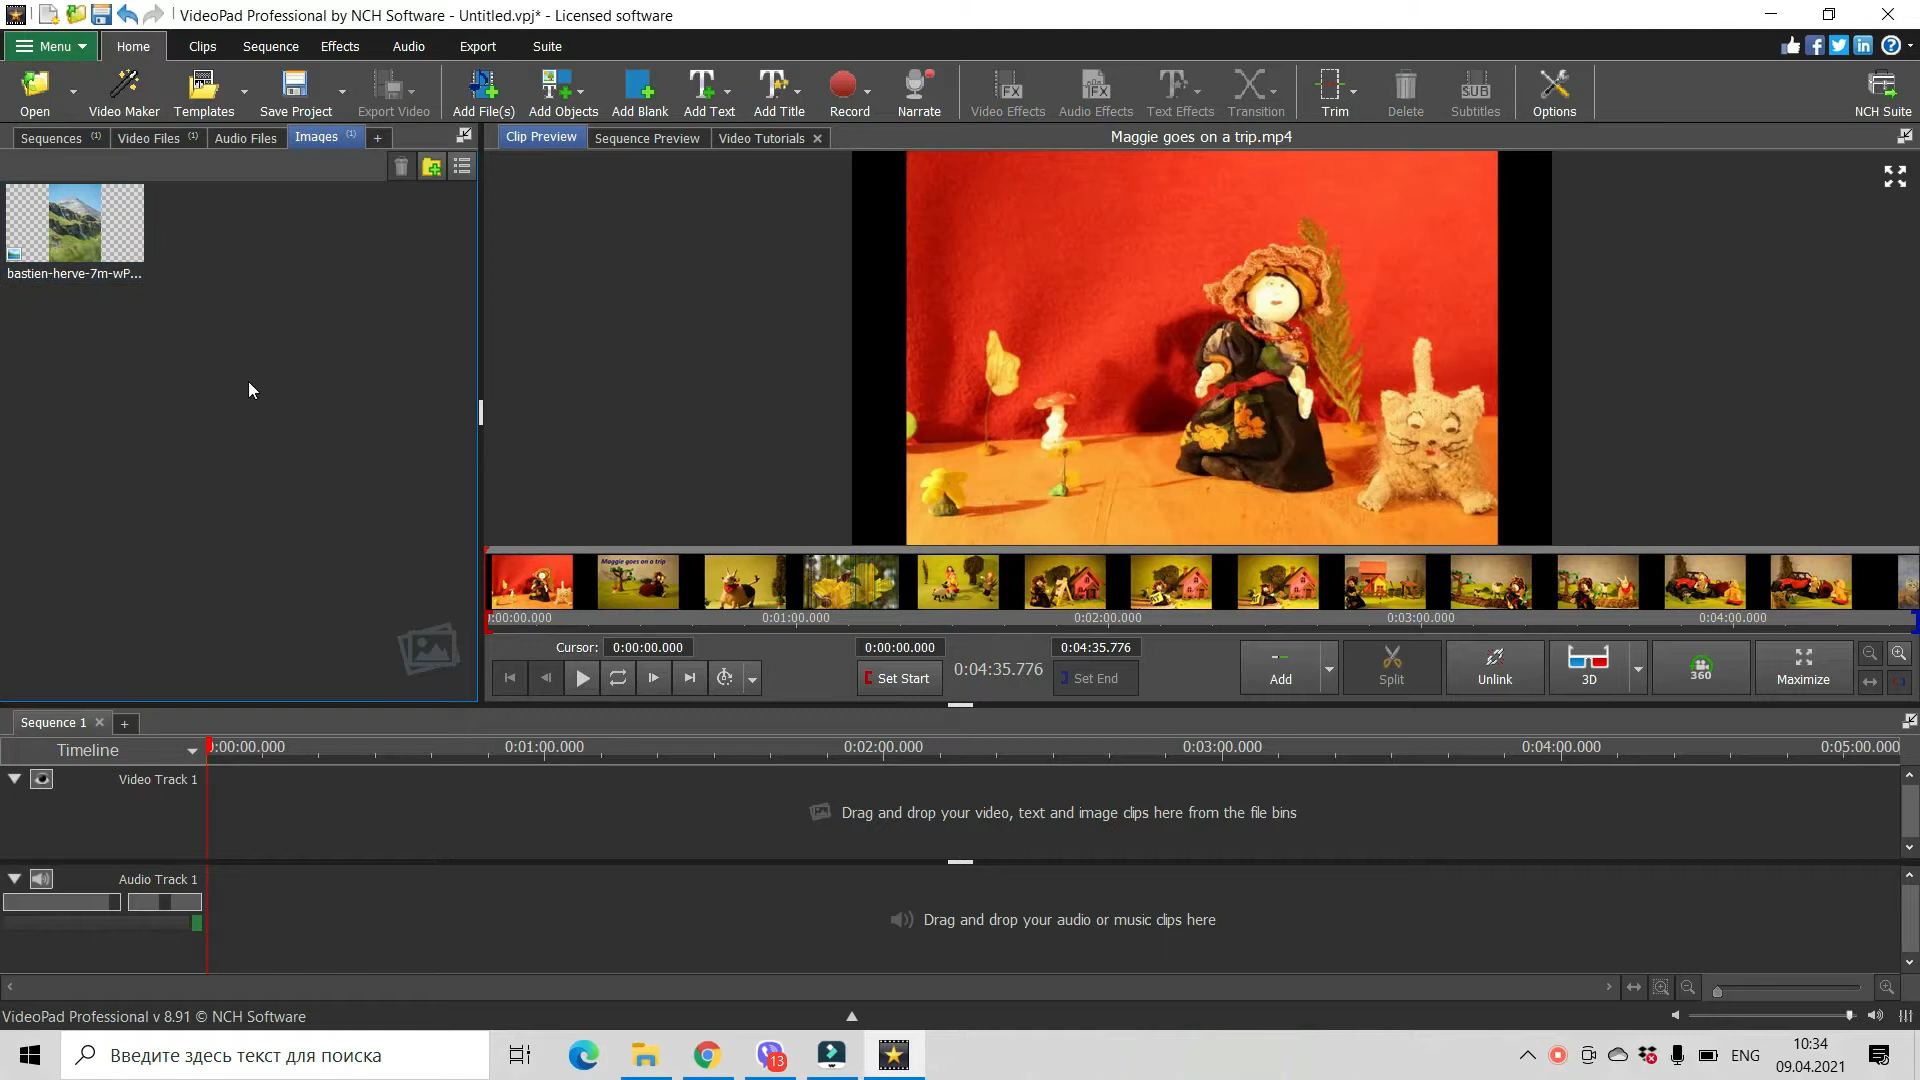 VideoPad Professional by NCH Software - Untitled.vpj* - Licensed software
Menu Home Clips Sequence Effects Audio Export Suite
Open Video Maker Templates Save Project Export Video Add File(s) Add Objects Add Blank Add Text Add Title Record Narrate Video Effects Audio Effects Text Effects Transition Trim Delete Subtitles Options NCH Suite
Sequences (1) Video Files (1) Audio Files Images (1) + Clip Preview Sequence Preview Video Tutorials Maggie goes on a trip.mp4
bastien-herve-7m-wP...
Maggie goes on a trip
0:00:00.000 0:01:00.000 0:02:00.000 0:03:00.000 0:04:00.000
Cursor: 0:00:00.000 0:00:00.000 0:04:35.776
Set Start 0:04:35.776 Set End Add Split Unlink 3D 360 Maximize
Sequence 1 +
Timeline 0:00:00.000 0:01:00.000 0:02:00.000 0:03:00.000 0:04:00.000 0:05:00.000
Video Track 1
Drag and drop your video, text and image clips here from the file bins
Audio Track 1
Drag and drop your audio or music clips here
VideoPad Professional v 8.91 © NCH Software
Введите здесь текст для поиска 13 ENG 10:34
09.04.2021